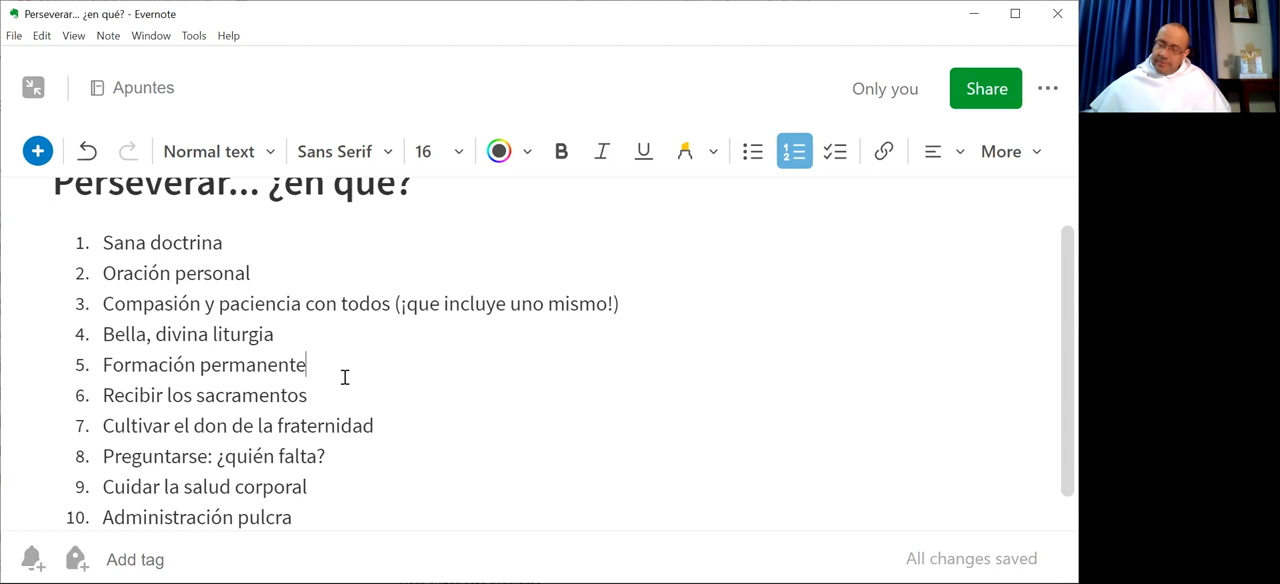 Perseverar... ¿en qué? - Evernote
File Edit View Note Window Tools Help
Apuntes
Only you
Share
Normal text
Sans Serif
16
B I U A
More
Perseverar... ¿en qué?
1. Sana doctrina
2. Oración personal
3. Compasión y paciencia con todos (¡que incluye uno mismo!)
4. Bella, divina liturgia
5. Formación permanente
6. Recibir los sacramentos
7. Cultivar el don de la fraternidad
8. Preguntarse: ¿quién falta?
9. Cuidar la salud corporal
10. Administración pulcra
Add tag
All changes saved